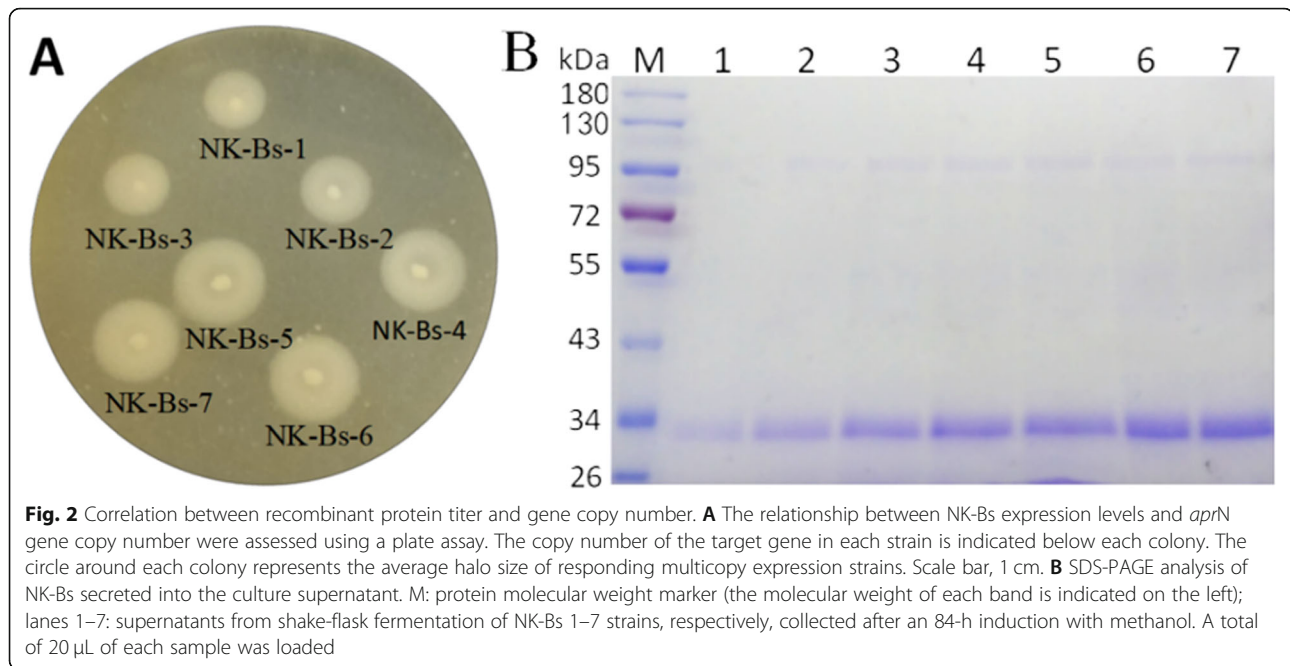 A
NK-Bs-1
NK-Bs-3
NK-Bs-2
NK-Bs-5
NK-Bs-4
NK-Bs-7
NK-Bs-6
B kDa M 1 2 3 4 5 6 7
180
130
95
72
55
43
34
26
Fig. 2 Correlation between recombinant protein titer and gene copy number. A The relationship between NK-Bs expression levels and aprN
gene copy number were assessed using a plate assay. The copy number of the target gene in each strain is indicated below each colony. The
circle around each colony represents the average halo size of responding multicopy expression strains. Scale bar, 1 cm. B SDS-PAGE analysis of
NK-Bs secreted into the culture supernatant. M: protein molecular weight marker (the molecular weight of each band is indicated on the left);
lanes 1–7: supernatants from shake-flask fermentation of NK-Bs 1–7 strains, respectively, collected after an 84-h induction with methanol. A total
of 20 μL of each sample was loaded